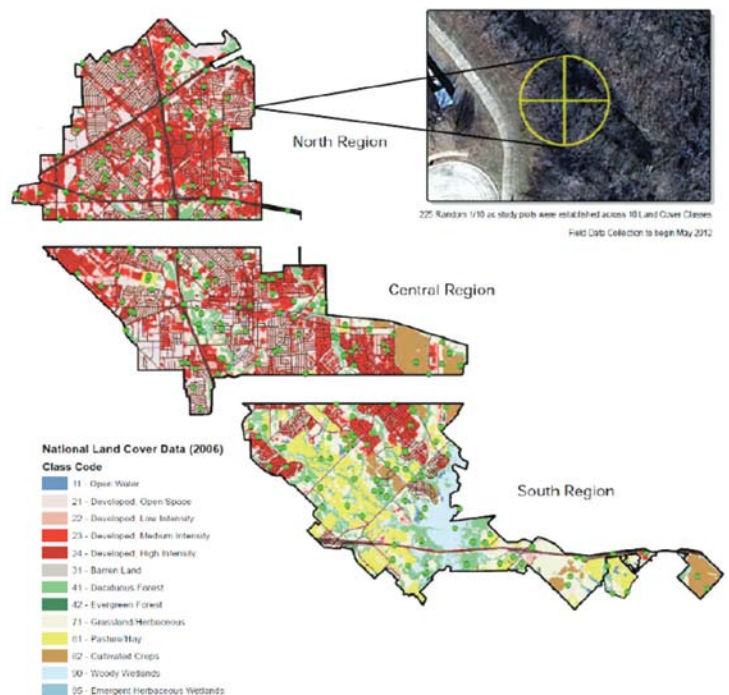 North Region
225 Random 1/10 ac study plots were established across 10 Land Cover Classes
Field Data Collection to begin May 2012
Central Region
South Region
National Land Cover Data (2006)
Class Code
11 - Open Water
21 - Developed, Open Space
22 - Developed, Low Intensity
23 - Developed, Medium Intensity
24 - Developed, High Intensity
31 - Barren Land
41 - Deciduous Forest
42 - Evergreen Forest
71 - Grassland/Herbaceous
81 - Pasture/Hay
82 - Cultivated Crops
90 - Woody Wetlands
95 - Emergent Herbaceous Wetlands